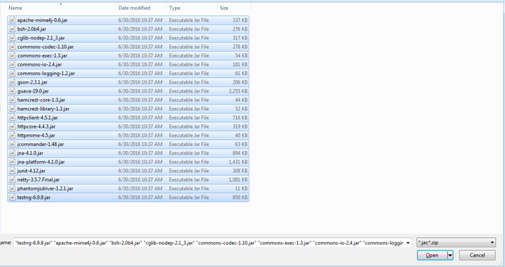 Name Date modified Type Size
apache-mime4j-0.6.jar 6/30/2016 10:37 AM Executable Jar File 337 KB
bsh-2.0b4.jar 6/30/2016 10:37 AM Executable Jar File 276 KB
cglib-nodep-2.1_3.jar 6/30/2016 10:37 AM Executable Jar File 317 KB
commons-codec-1.10.jar 6/30/2016 10:37 AM Executable Jar File 278 KB
commons-exec-1.3.jar 6/30/2016 10:37 AM Executable Jar File 54 KB
commons-io-2.4.jar 6/30/2016 10:37 AM Executable Jar File 181 KB
commons-logging-1.2.jar 6/30/2016 10:37 AM Executable Jar File 61 KB
gson-2.3.1.jar 6/30/2016 10:37 AM Executable Jar File 206 KB
guava-19.0.jar 6/30/2016 10:37 AM Executable Jar File 2,255 KB
hamcrest-core-1.3.jar 6/30/2016 10:37 AM Executable Jar File 44 KB
hamcrest-library-1.3.jar 6/30/2016 10:37 AM Executable Jar File 52 KB
httpclient-4.5.1.jar 6/30/2016 10:37 AM Executable Jar File 716 KB
httpcore-4.4.3.jar 6/30/2016 10:37 AM Executable Jar File 319 KB
httpmime-4.5.jar 6/30/2016 10:37 AM Executable Jar File 40 KB
jcommander-1.48.jar 6/30/2016 10:37 AM Executable Jar File 63 KB
jna-4.1.0.jar 6/30/2016 10:37 AM Executable Jar File 894 KB
jna-platform-4.1.0.jar 6/30/2016 10:37 AM Executable Jar File 1,431 KB
junit-4.12.jar 6/30/2016 10:37 AM Executable Jar File 308 KB
netty-3.5.7.Final.jar 6/30/2016 10:37 AM Executable Jar File 1,081 KB
phantomjsdriver-1.2.1.jar 6/30/2016 10:37 AM Executable Jar File 11 KB
testng-6.9.9.jar 6/30/2016 10:37 AM Executable Jar File 830 KB
ame: "testng-6.9.9.jar" "apache-mime4j-0.6.jar" "bsh-2.0b4.jar" "cglib-nodep-2.1_3.jar" "commons-codec-1.10.jar" "commons-exec-1.3.jar" "commons-io-2.4.jar" "commons-loggin *.jar;*.zip
Open Cancel